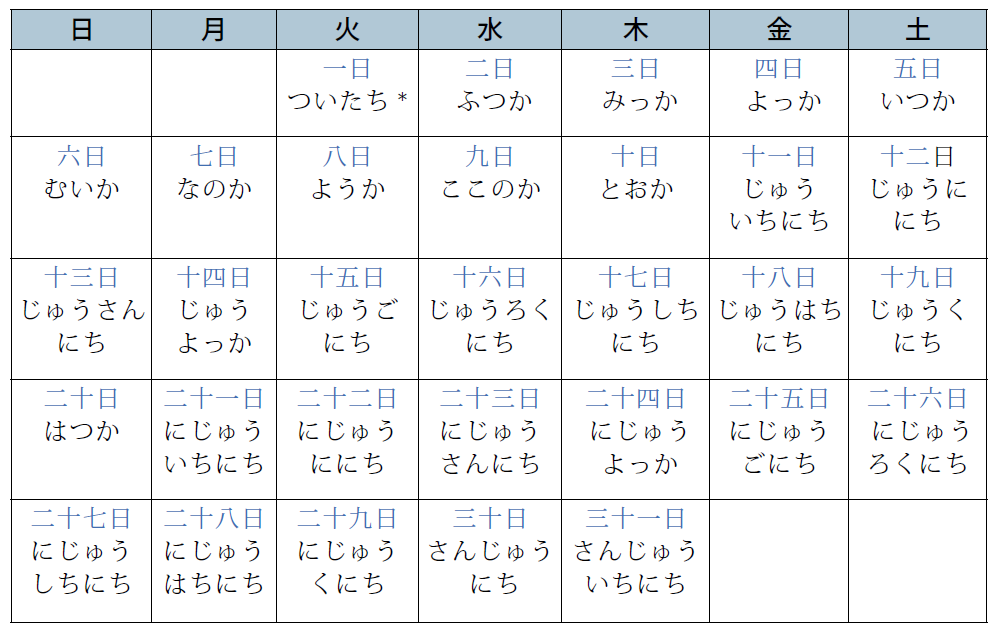 日 月 火 水 木 金 土
一日 二日 三日 四日 五日
ついたち* ふつか みっか よっか いつか
六日 七日 八日 九日 十日 十一日 十二日
むいか なのか ようか ここのか とおか じゅう じゅうに
いちにち にち
十三日 十四日 十五日 十六日 十七日 十八日 十九日
じゅうさん じゅう じゅうご じゅうろく じゅうしち じゅうはち じゅうく
にち よっか にち にち にち にち にち
二十日 二十一日 二十二日 二十三日 二十四日 二十五日 二十六日
はつか にじゅう にじゅう にじゅう にじゅう にじゅう にじゅう
いちにち ににち さんにち よっか ごにち ろくにち
二十七日 二十八日 二十九日 三十日 三十一日
にじゅう にじゅう にじゅう さんじゅう さんじゅう
しちにち はちにち くにち にち いちにち